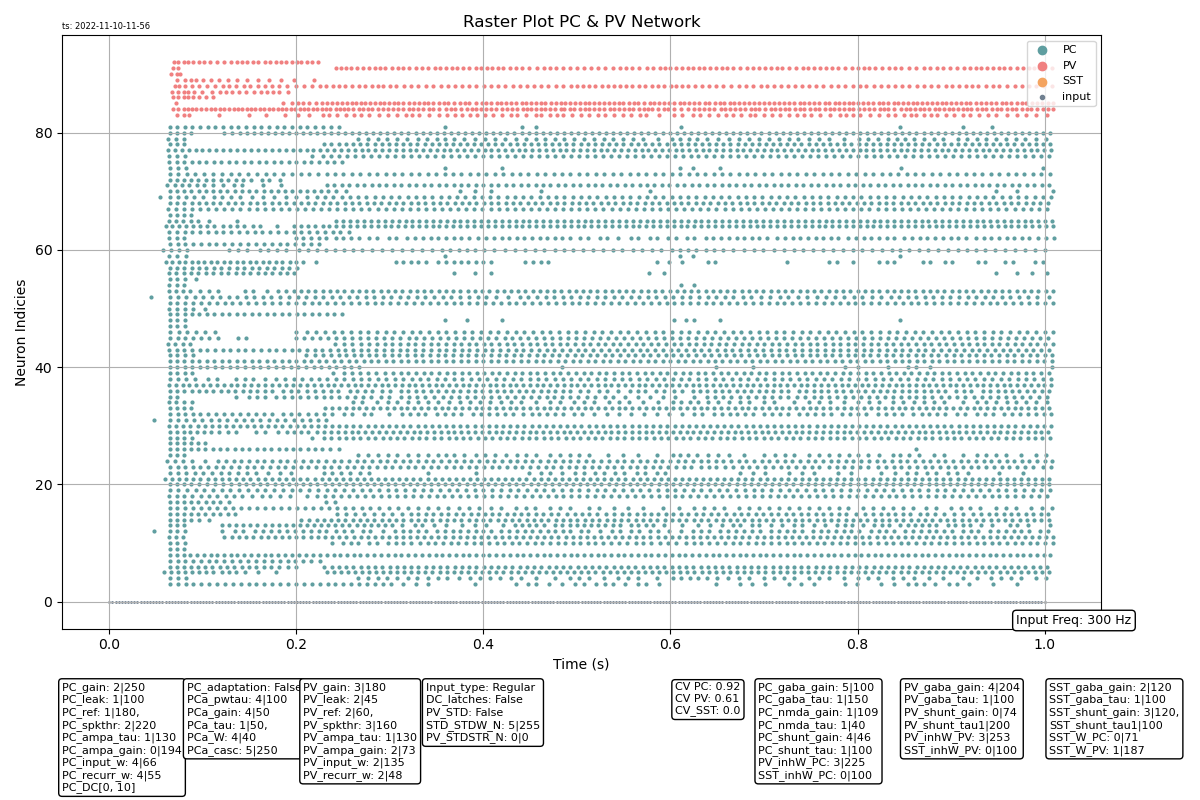 ts: 2022-11-10-11-56
Raster Plot PC & PV Network
PC
PV
SST
input
Neuron Indicies
80
60
40
20
0
0.0
0.2
0.4
0.6
0.8
1.0
Input Freq: 300 Hz
Time (s)
PC_gain: 2|250
PC_leak: 1|100
PC_ref: 1|180,
PC_spkthr: 2|220
PC_ampa_tau: 1|130
PC_ampa_gain: 0|194
PC_input_w: 4|66
PC_recurr_w: 4|55
PC_DC[0, 10]
PC_adaptation: False
PCa_pwtau: 4|100
PCa_gain: 4|50
PCa_tau: 1|50,
PCa_W: 4|40
PCa_casc: 5|250
PV_gain: 3|180
PV_leak: 2|45
PV_ref: 2|60,
PV_spkthr: 3|160
PV_ampa_tau: 1|130
PV_ampa_gain: 2|73
PV_input_w: 2|135
PV_recurr_w: 2|48
Input_type: Regular
DC_latches: False
PV_STD: False
STD_STDW_N: 5|255
PV_STDSTR_N: 0|0
CV PC: 0.92
CV PV: 0.61
CV_SST: 0.0
PC_gaba_gain: 5|100
PC_gaba_tau: 1|150
PC_nmda_gain: 1|109
PC_nmda_tau: 1|40
PC_shunt_gain: 4|46
PC_shunt_tau: 1|100
PV_inhW_PC: 3|225
SST_inhW_PC: 0|100
PV_gaba_gain: 4|204
PV_gaba_tau: 1|100
PV_shunt_gain: 0|74
PV_shunt_tau1|200
PV_inhW_PV: 3|253
SST_inhW_PV: 0|100
SST_gaba_gain: 2|120
SST_gaba_tau: 1|100
SST_shunt_gain: 3|120,
SST_shunt_tau1|100
SST_W_PC: 0|71
SST_W_PV: 1|187